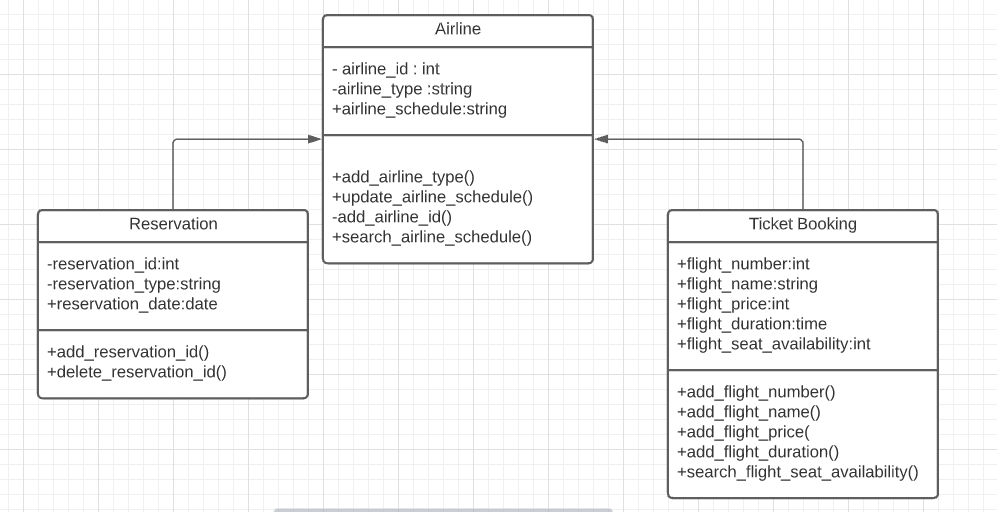 Airline
- airline_id : int
-airline_type :string
+airline_schedule:string
+add_airline_type()
+update_airline_schedule()
-add_airline_id()
+search_airline_schedule()
Reservation
-reservation_id:int
-reservation_type:string
+reservation_date:date
+add_reservation_id()
+delete_reservation_id()
Ticket Booking
+flight_number:int
+flight_name:string
+flight_price:int
+flight_duration:time
+flight_seat_availability:int
+add_flight_number()
+add_flight_name()
+add_flight_price(
+add_flight_duration()
+search_flight_seat_availability()